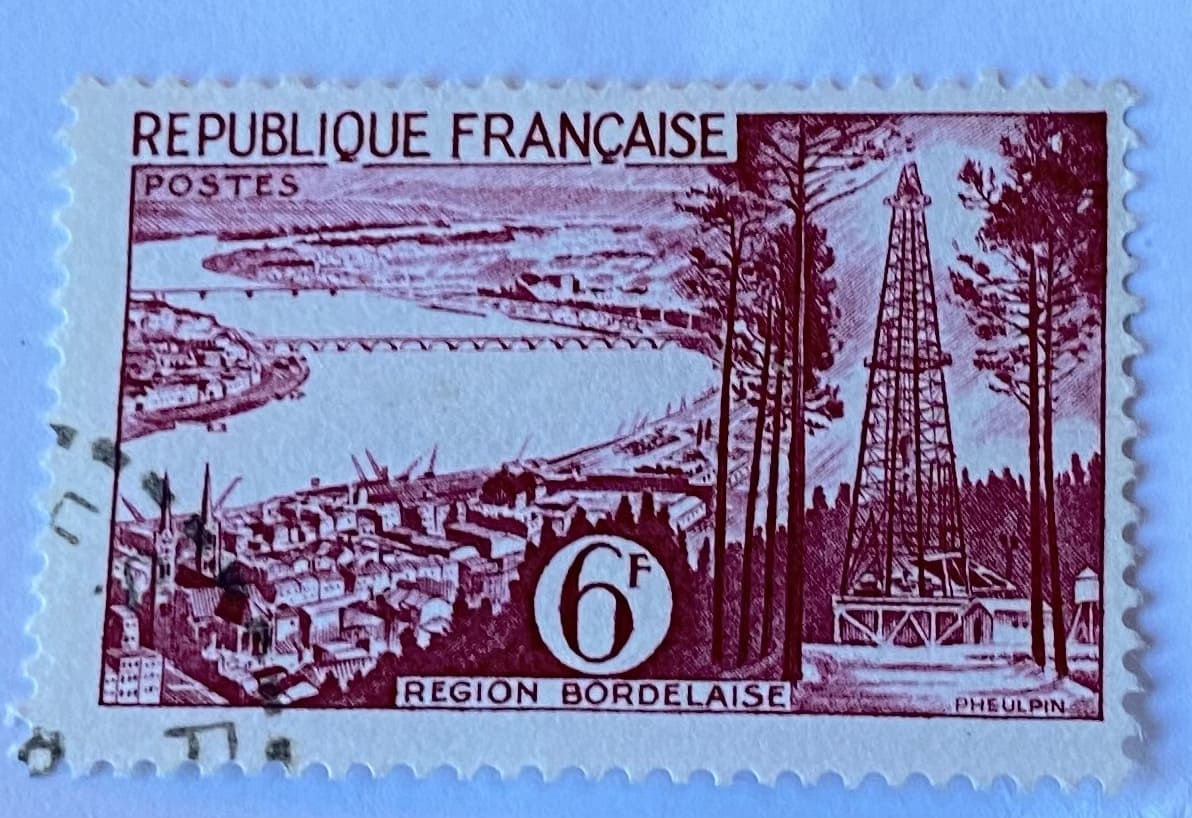 REPUBLIQUE FRANÇAISE
POSTES
6F
REGION BORDELAISE
PHEULPIN